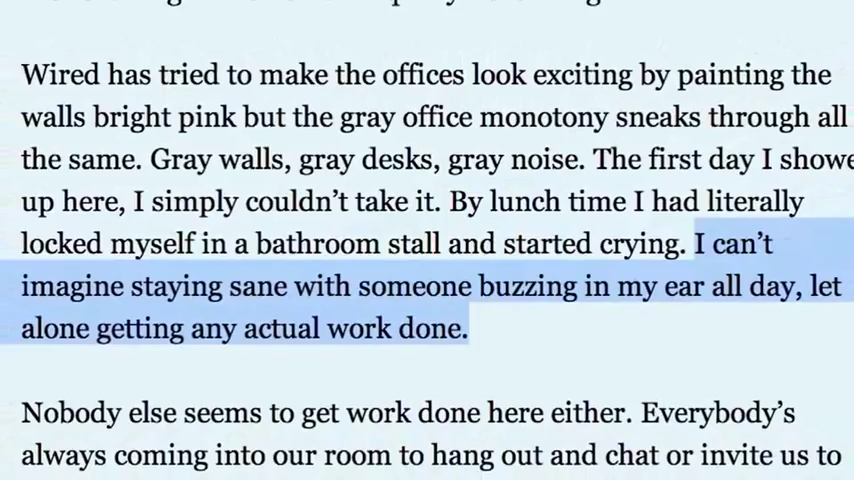 Wired has tried to make the offices look exciting by painting the
walls bright pink but the gray office monotony sneaks through all
the same. Gray walls, gray desks, gray noise. The first day I showe
up here, I simply couldn’t take it. By lunch time I had literally
locked myself in a bathroom stall and started crying. I can’t
imagine staying sane with someone buzzing in my ear all day, let
alone getting any actual work done.
Nobody else seems to get work done here either. Everybody’s
always coming into our room to hang out and chat or invite us to